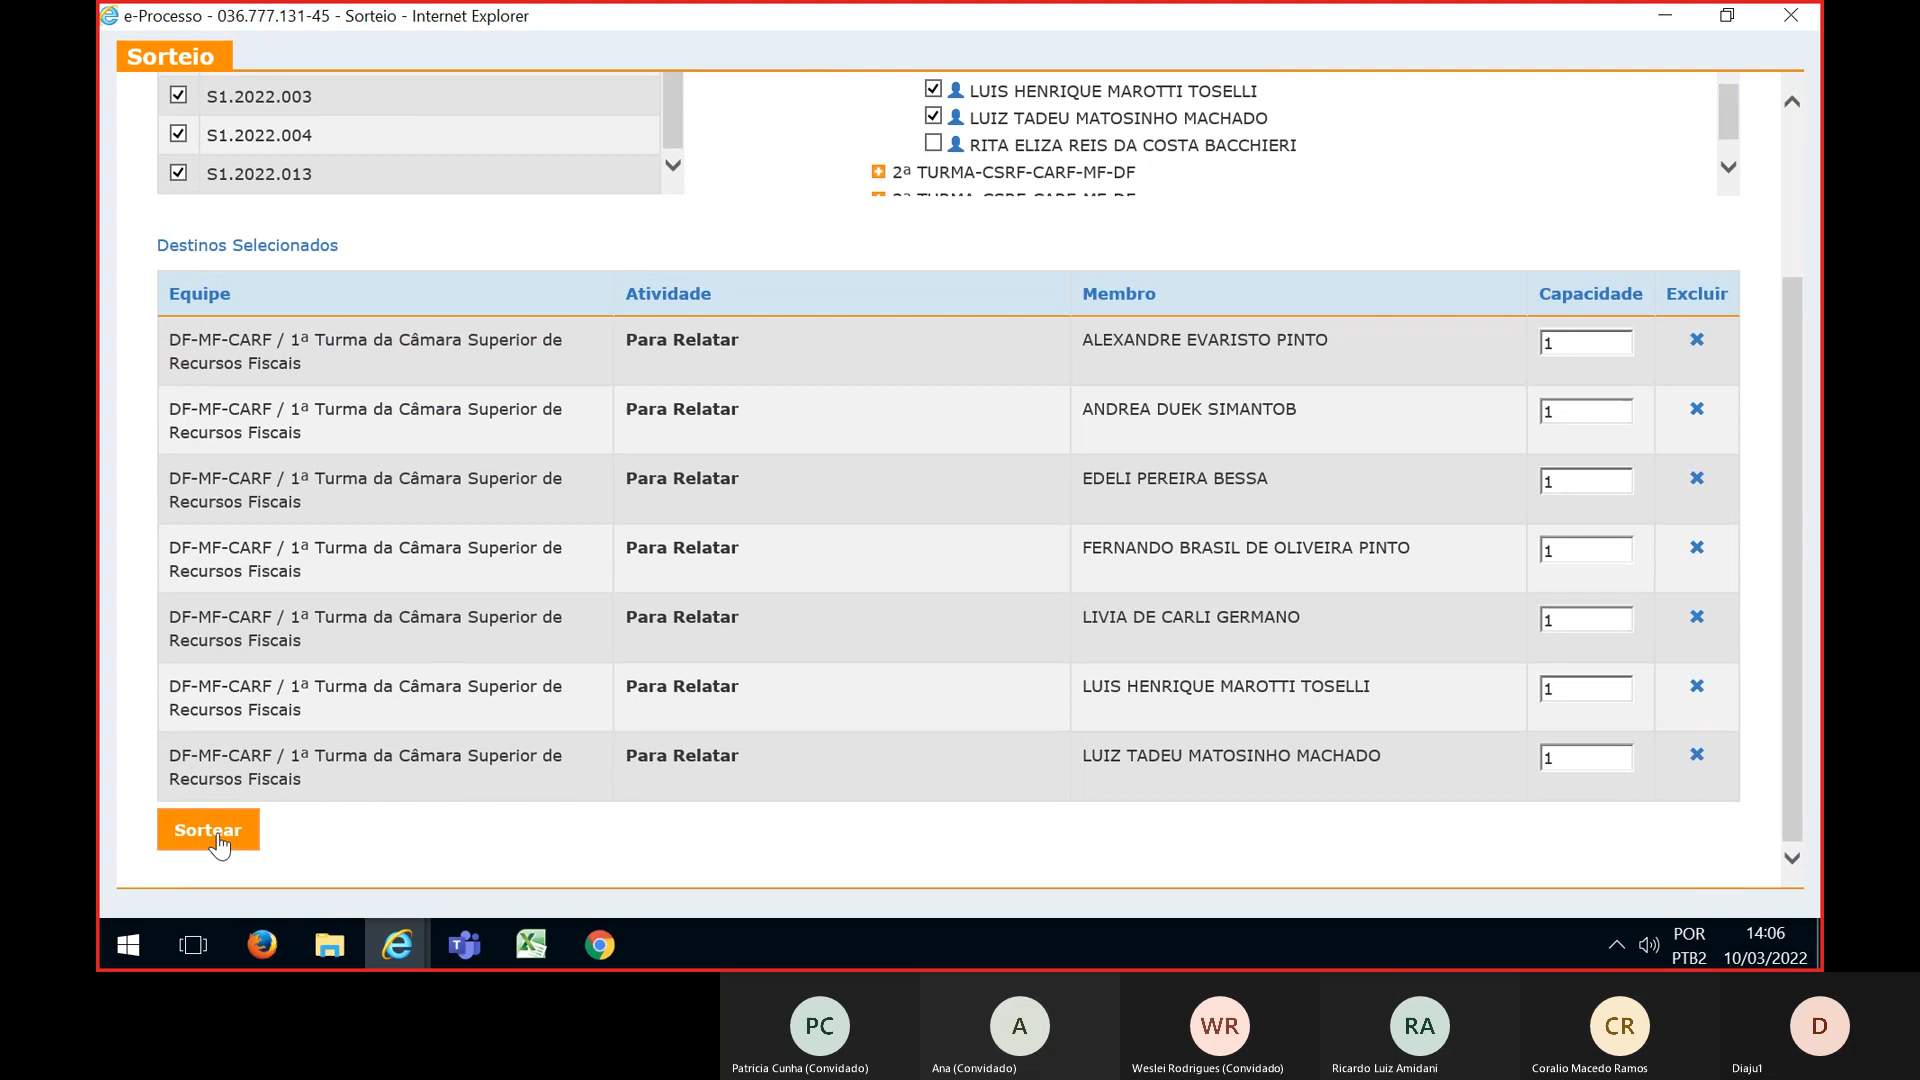 e-Processo - 036.777.131-45 - Sorteio - Internet Explorer
Sorteio
S1.2022.003
S1.2022.004
S1.2022.013
LUIS HENRIQUE MAROTTI TOSELLI
LUIZ TADEU MATOSINHO MACHADO
RITA ELIZA REIS DA COSTA BACCHIERI
2ª TURMA-CSRF-CARF-MF-DF
Destinos Selecionados
Equipe Atividade Membro Capacidade Excluir
DF-MF-CARF / 1ª Turma da Câmara Superior de Para Relatar ALEXANDRE EVARISTO PINTO 1
Recursos Fiscais
DF-MF-CARF / 1ª Turma da Câmara Superior de Para Relatar ANDREA DUEK SIMANTOB 1
Recursos Fiscais
DF-MF-CARF / 1ª Turma da Câmara Superior de Para Relatar EDELI PEREIRA BESSA 1
Recursos Fiscais
DF-MF-CARF / 1ª Turma da Câmara Superior de Para Relatar FERNANDO BRASIL DE OLIVEIRA PINTO 1
Recursos Fiscais
DF-MF-CARF / 1ª Turma da Câmara Superior de Para Relatar LIVIA DE CARLI GERMANO 1
Recursos Fiscais
DF-MF-CARF / 1ª Turma da Câmara Superior de Para Relatar LUIS HENRIQUE MAROTTI TOSELLI 1
Recursos Fiscais
DF-MF-CARF / 1ª Turma da Câmara Superior de Para Relatar LUIZ TADEU MATOSINHO MACHADO 1
Recursos Fiscais
Sortear
POR 14:06
PTB2 10/03/2022
PC A WR RA CR D
Patricia Cunha (Convidado) Ana (Convidado) Weslei Rodrigues (Convidado) Ricardo Luiz Amidani Coralio Macedo Ramos Diaju1